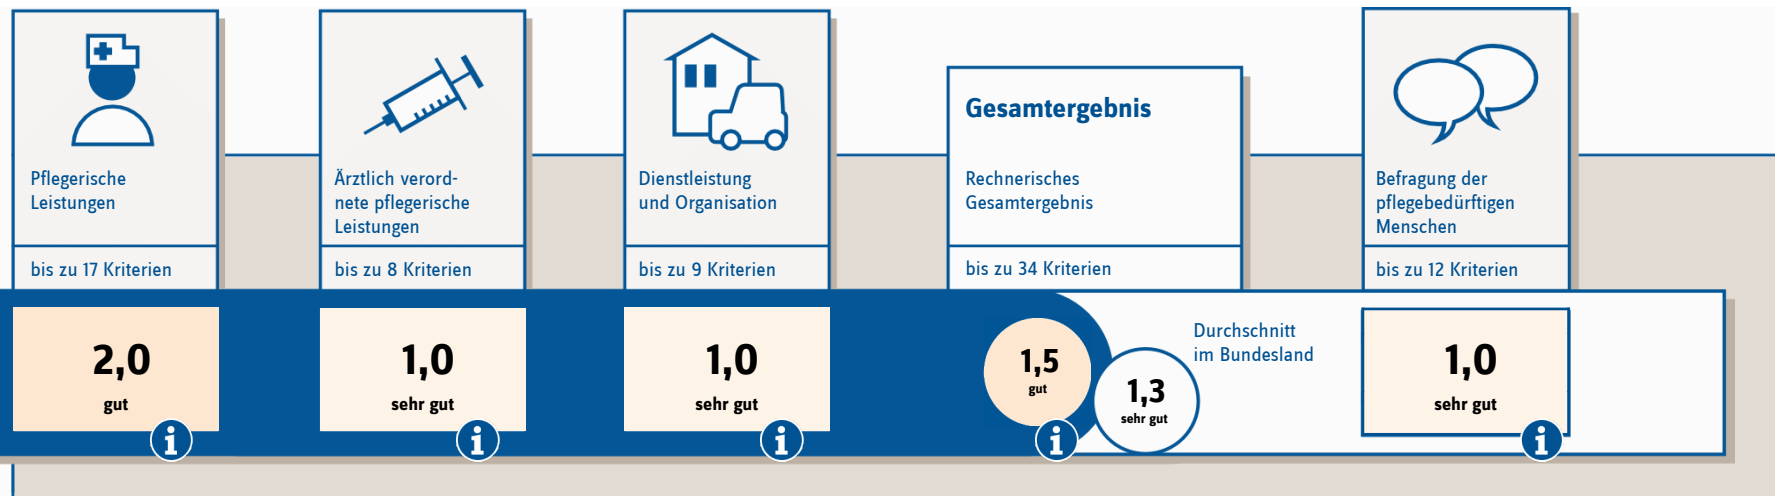 Pflegerische
Leistungen
bis zu 17 Kriterien
2,0
gut
Ärztlich verord-
nete pflegerische
Leistungen
bis zu 8 Kriterien
1,0
sehr gut
Dienstleistung
und Organisation
bis zu 9 Kriterien
1,0
sehr gut
Gesamtergebnis
Rechnerisches
Gesamtergebnis
bis zu 34 Kriterien
1,5
gut
1,3
sehr gut
Durchschnitt
im Bundesland
Befragung der
pflegebedürftigen
Menschen
bis zu 12 Kriterien
1,0
sehr gut